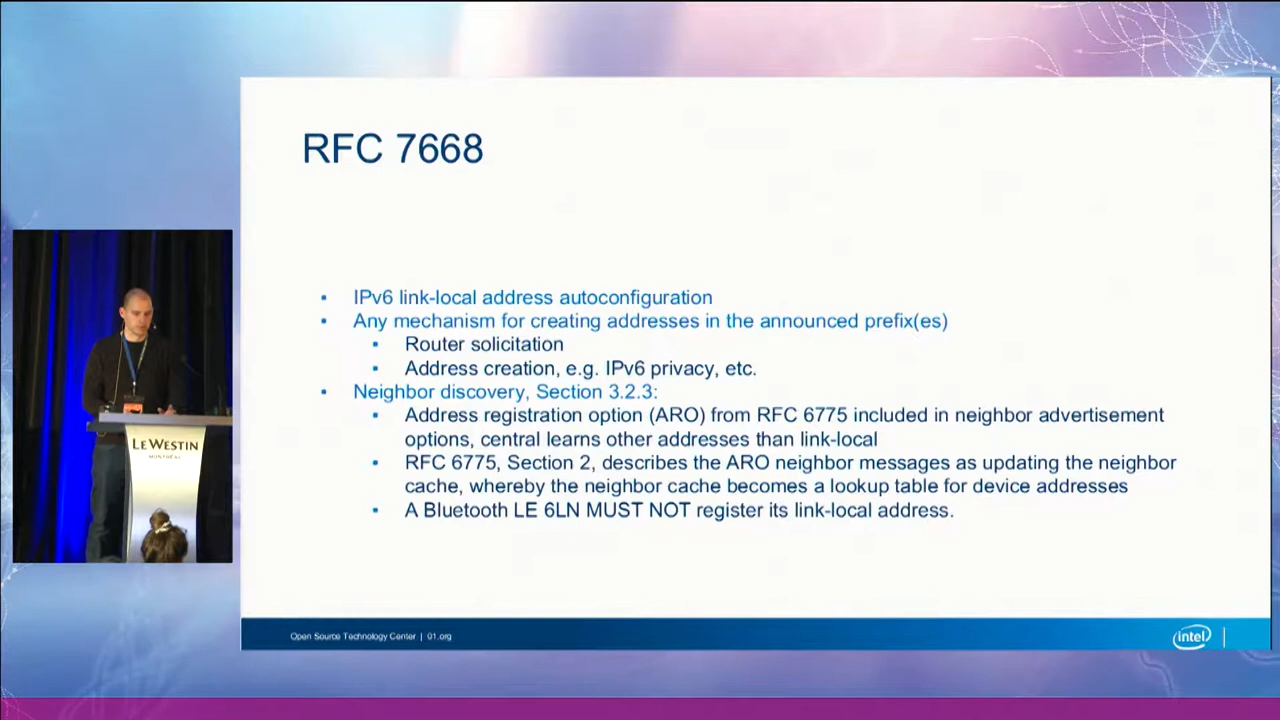 RFC 7668
IPv6 link-local address autoconfiguration
Any mechanism for creating addresses in the announced prefix(es)
Router solicitation
Address creation, e.g. IPv6 privacy, etc.
Neighbor discovery, Section 3.2.3:
Address registration option (ARO) from RFC 6775 included in neighbor advertisement
options, central learns other addresses than link-local
RFC 6775, Section 2, describes the ARO neighbor messages as updating the neighbor
cache, whereby the neighbor cache becomes a lookup table for device addresses
A Bluetooth LE 6LN MUST NOT register its link-local address.
LE WESTIN
MONTRÉAL
Open Source Technology Center | 01.org
intel